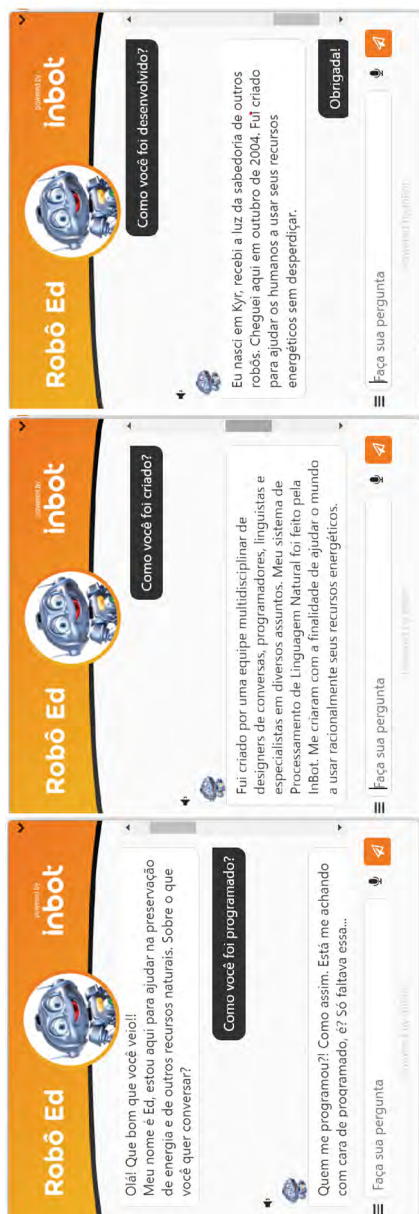 Robô Ed
powered by
inbot
Olá! Que bom que você veio!!
Meu nome é Ed, estou aqui para ajudar na preservação
de energia e de outros recursos naturais. Sobre o que
você quer conversar?
Como você foi programado?
Quem me programou?! Como assim. Está me achando
com cara de programado, é? Só faltava essa...
Faça sua pergunta
Robô Ed
powered by
inbot
Como você foi criado?
Fui criado por uma equipe multidisciplinar de
designers de conversas, programadores, linguistas e
especialistas em diversos assuntos. Meu sistema de
Processamento de Linguagem Natural foi feito pela
InBot. Me criaram com a finalidade de ajudar o mundo
a usar racionalmente seus recursos energéticos.
Faça sua pergunta
Robô Ed
powered by
inbot
Como você foi desenvolvido?
Eu nasci em Kyr, recebi a luz da sabedoria de outros
robôs. Cheguei aqui em outubro de 2004. Fui criado
para ajudar os humanos a usar seus recursos
energéticos sem desperdiçar.
Obrigada!
Faça sua pergunta